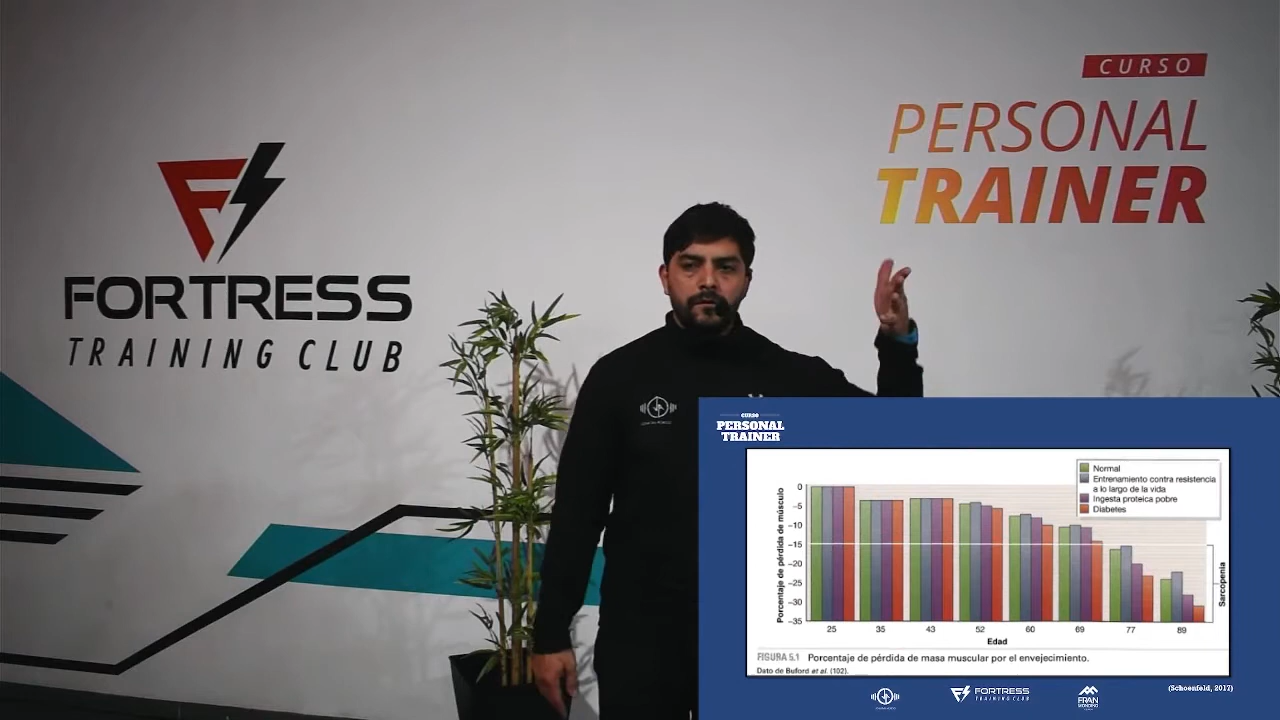 CURSO
PERSONAL
TRAINER
FORTRESS
TRAINING CLUB
CURSO
PERSONAL
TRAINER
Normal
Entrenamiento contra resistencia
a lo largo de la vida
Ingesta proteica pobre
Diabetes
Porcentaje de pérdida de músculo
0
-5
-10
-15
-20
-25
-30
-35
25 35 43 52 60 69 77 89
Edad
Sarcopenia
FIGURA 5.1 Porcentaje de pérdida de masa muscular por el envejecimiento.
Dato de Buford et al. (102).
FORTRESS
TRAINING CLUB
FRAN
(Schoenfeld, 2017)